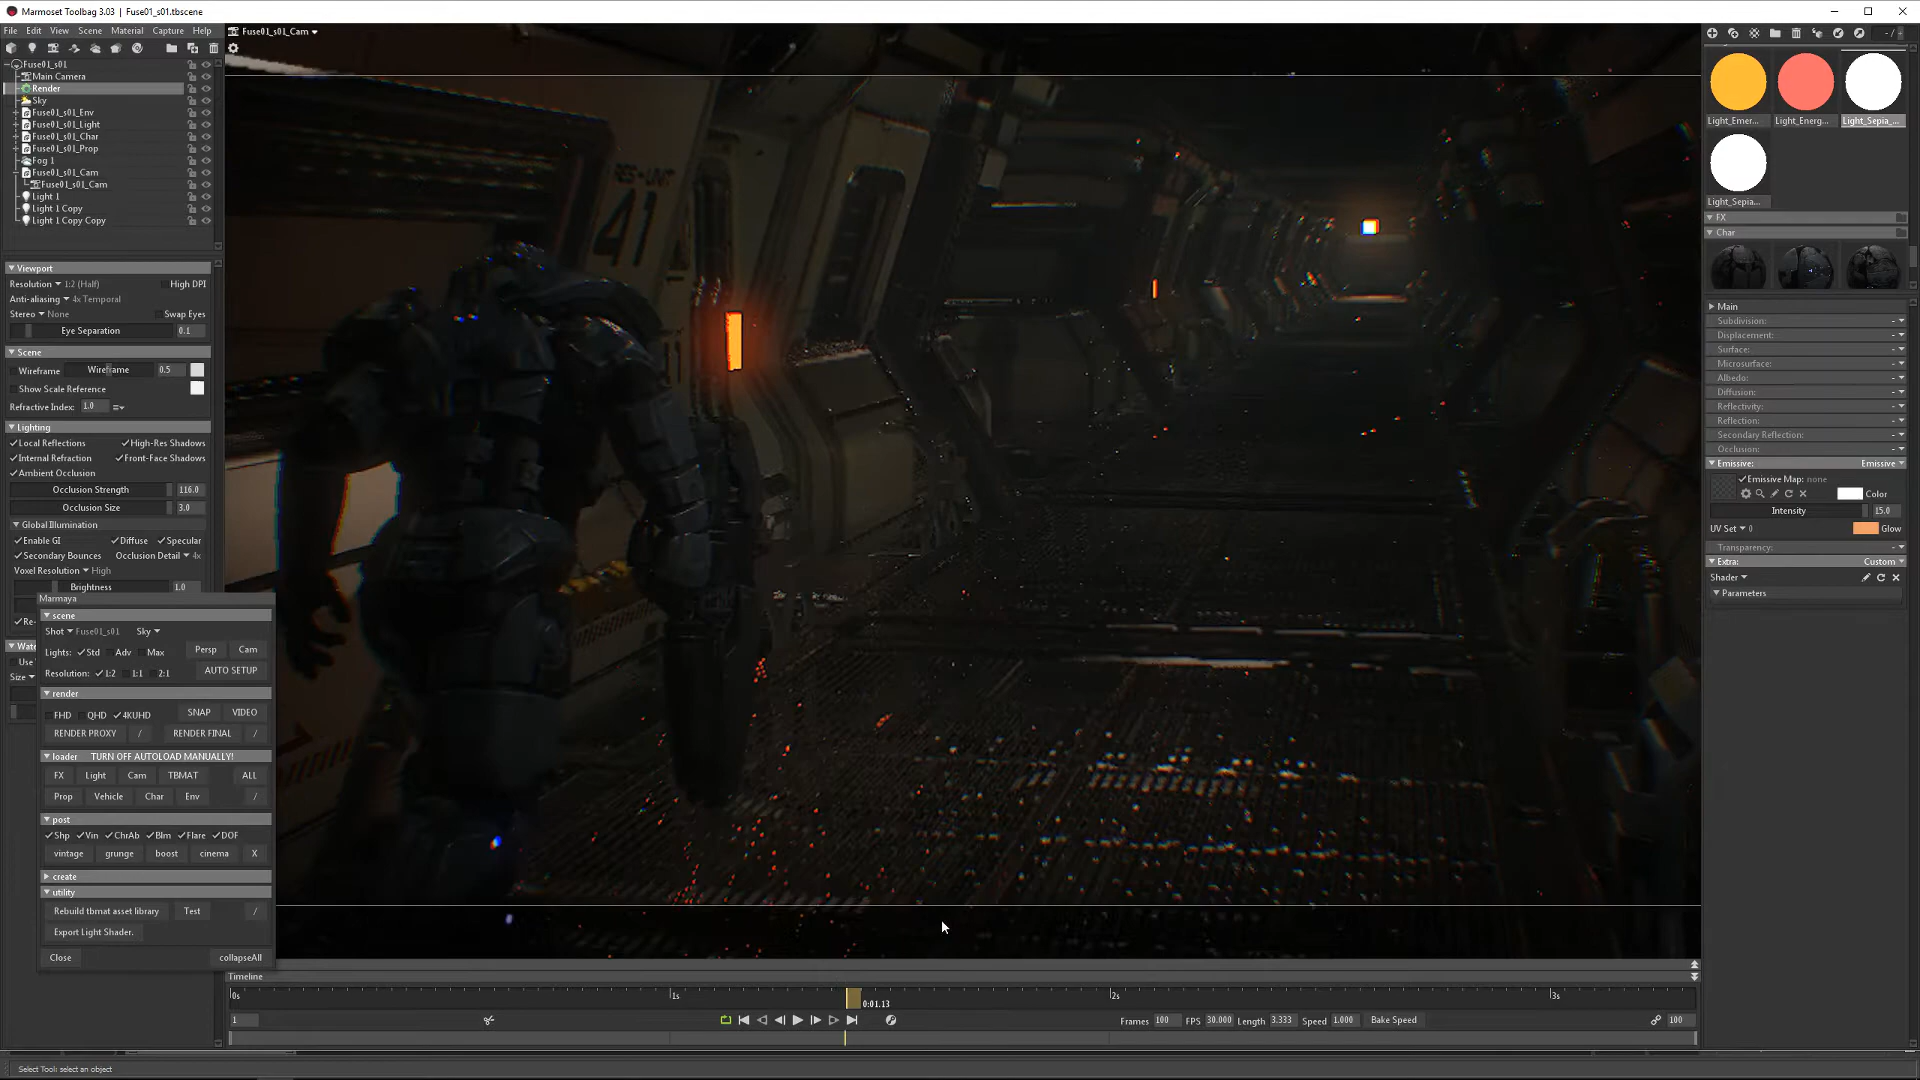 Marmoset Toolbag 3.03 | Fuse01_s01.tbscene
File Edit View Scene Material Capture Help
Fuse01_s01_Cam
Fuse01_s01
Main Camera
Render
Sky
Fuse01_s01_Env
Fuse01_s01_Light
Fuse01_s01_Char
Fuse01_s01_Prop
Fog 1
Fuse01_s01_Cam
Fuse01_s01_Cam
Light 1
Light 1 Copy
Light 1 Copy Copy
Viewport
Resolution 1:2 (Half) High DPI
Anti-aliasing 4x Temporal
Stereo None Swap Eyes
Eye Separation 0.1
Scene
Wireframe Wireframe 0.5
Show Scale Reference
Refractive Index: 1.0
Lighting
Local Reflections High-Res Shadows
Internal Refraction Front-Face Shadows
Ambient Occlusion
Occlusion Strength 116.0
Occlusion Size 3.0
Global Illumination
Enable GI Diffuse Specular
Secondary Bounces Occlusion Detail 4x
Voxel Resolution High
Brightness 1.0
Marmaya
scene
Shot Fuse01_s01 Sky
Lights: Std Adv Max Persp Cam
Resolution: 1:2 1:1 2:1 AUTO SETUP
render
FHD QHD 4KUHD SNAP VIDEO
RENDER PROXY / RENDER FINAL /
loader TURN OFF AUTOLOAD MANUALLY!
FX Light Cam TBMAT ALL
Prop Vehicle Char Env /
post
Shp Vin ChrAb Blm Flare DOF
vintage grunge boost cinema X
create
utility
Rebuild tbmat asset library Test /
Export Light Shader.
Close collapseAll
Re-
Wate
Use
Size
RES-UNIT
41
Timeline
0s 1s 2s 3s
0:01.13
1
Frames 100 FPS 30.000 Length 3.333 Speed 1.000 Bake Speed 100
Select Tool: select an object
- / -
Light_Emer... Light_Energ... Light_Sepia_...
Light_Sepia...
FX
Char
Main
Subdivision: -
Displacement: -
Surface: -
Microsurface: -
Albedo: -
Diffusion: -
Reflectivity: -
Reflection: -
Secondary Reflection: -
Occlusion: -
Emissive: Emissive
Emissive Map: none
Color
Intensity 15.0
UV Set 0 Glow
Transparency: -
Extra: Custom
Shader
Parameters